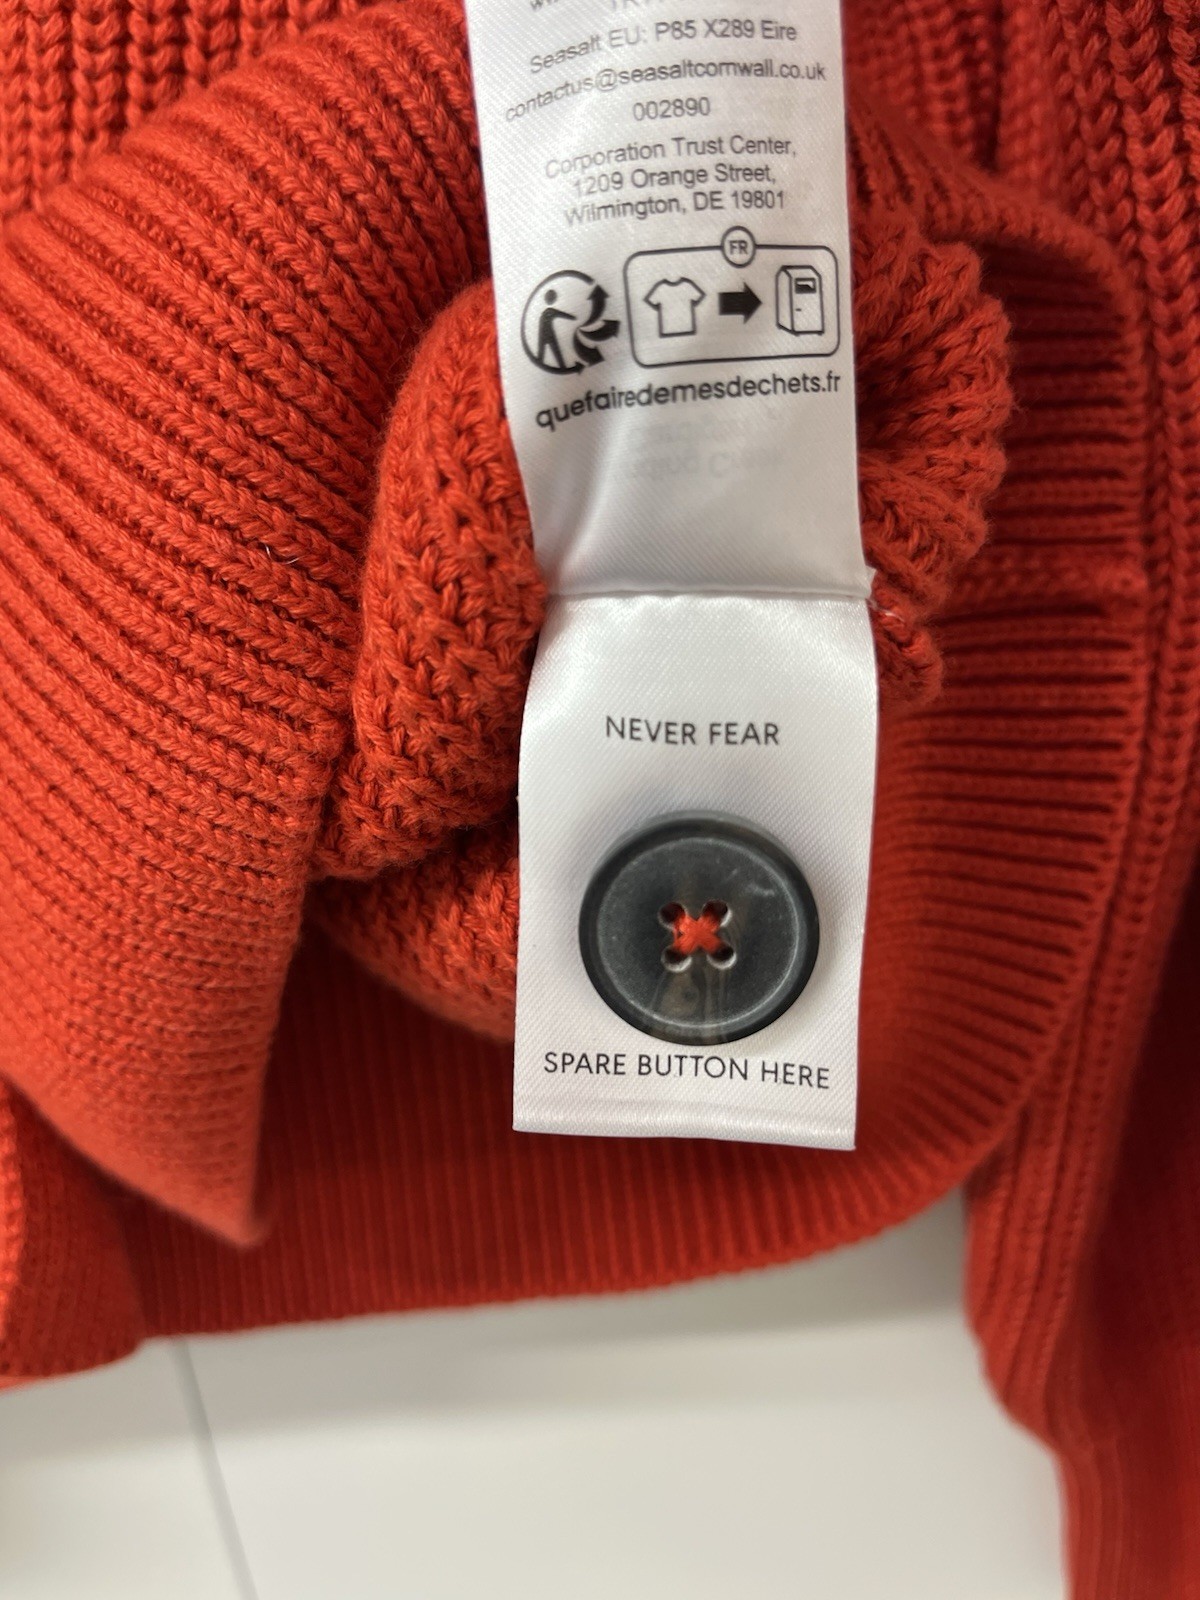 Seasalt EU: P85 X289 Eire
contactus@seasaltcornwall.co.uk
002890
Corporation Trust Center,
1209 Orange Street,
Wilmington, DE 19801
FR
quefairedemesdechets.fr
NEVER FEAR
SPARE BUTTON HERE